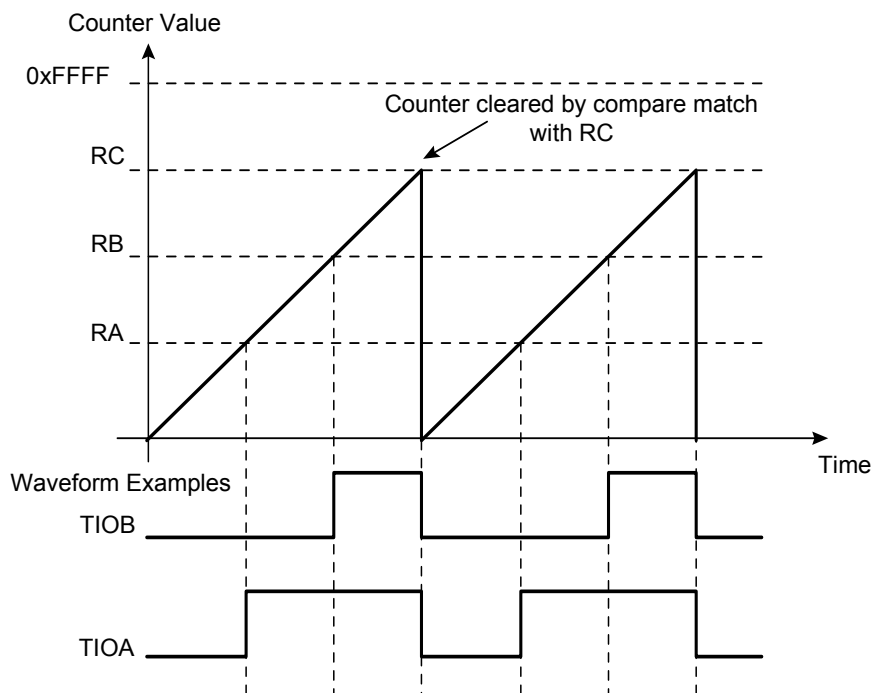 Counter Value
0xFFFF
Counter cleared by compare match
with RC
RC
RB
RA
Time
Waveform Examples
TIOB
TIOA